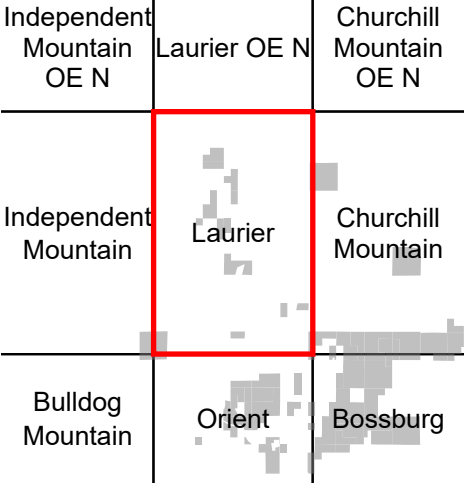 Independent
Mountain
OE N
Laurier OE N
Churchill
Mountain
OE N
Independent
Mountain
Laurier
Churchill
Mountain
Bulldog
Mountain
Orient
Bossburg